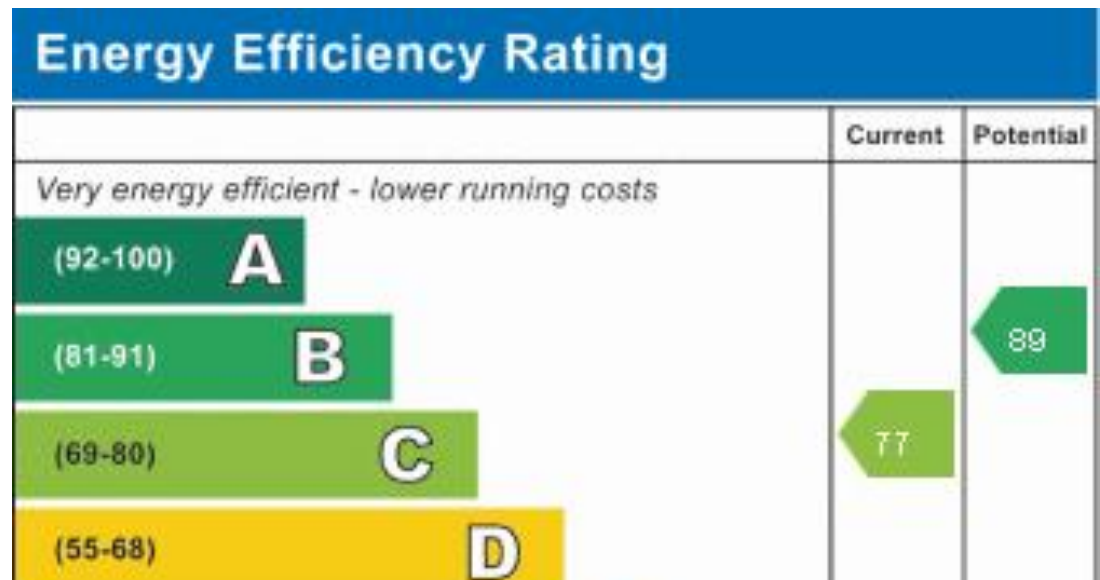 Energy Efficiency Rating
Current Potential
Very energy efficient - lower running costs
(92-100) A
(81-91) B
89
(69-80) C
77
(55-68) D